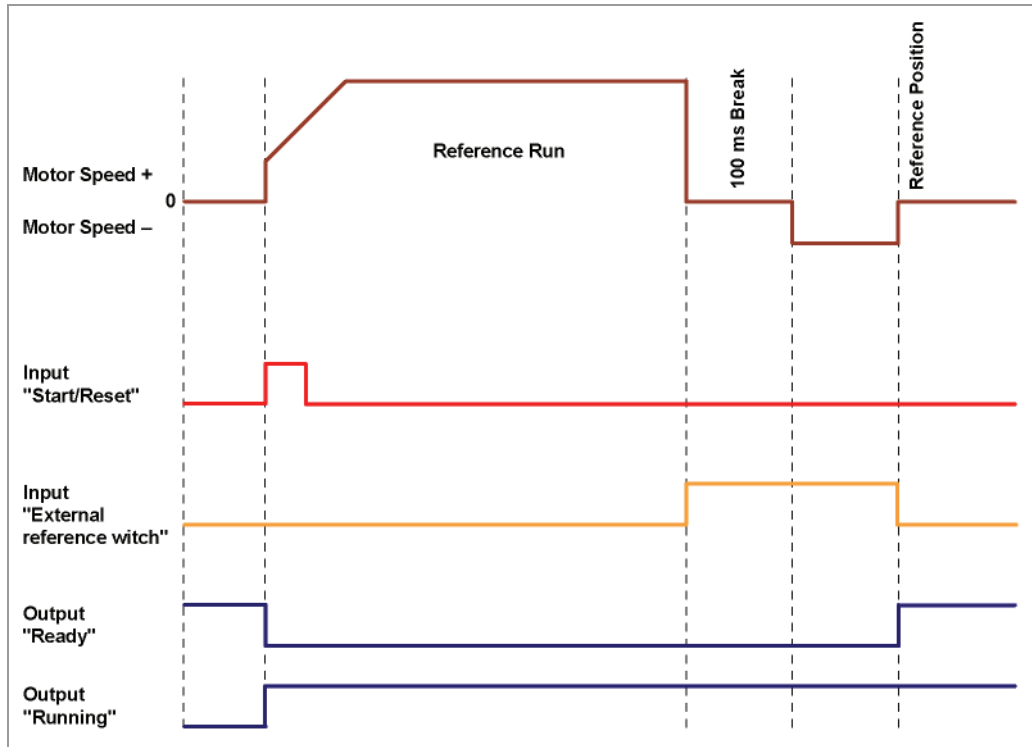 100 ms Break
Reference Position
Reference Run
Motor Speed +
0
Motor Speed –
Input
"Start/Reset"
Input
"External
reference witch"
Output
"Ready"
Output
"Running"